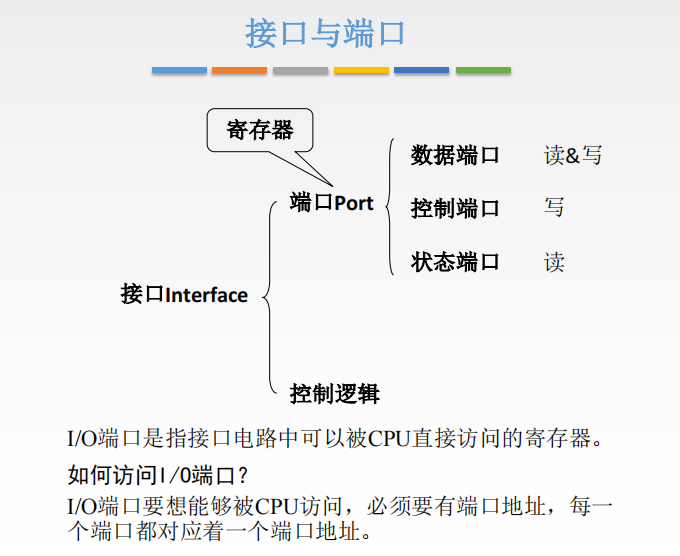 接口与端口
寄存器
数据端口 读&写
端口Port
控制端口 写
状态端口 读
接口Interface
控制逻辑
I/O端口是指接口电路中可以被CPU直接访问的寄存器。
如何访问I/O端口？
I/O端口要想能够被CPU访问，必须要有端口地址，每一
个端口都对应着一个端口地址。